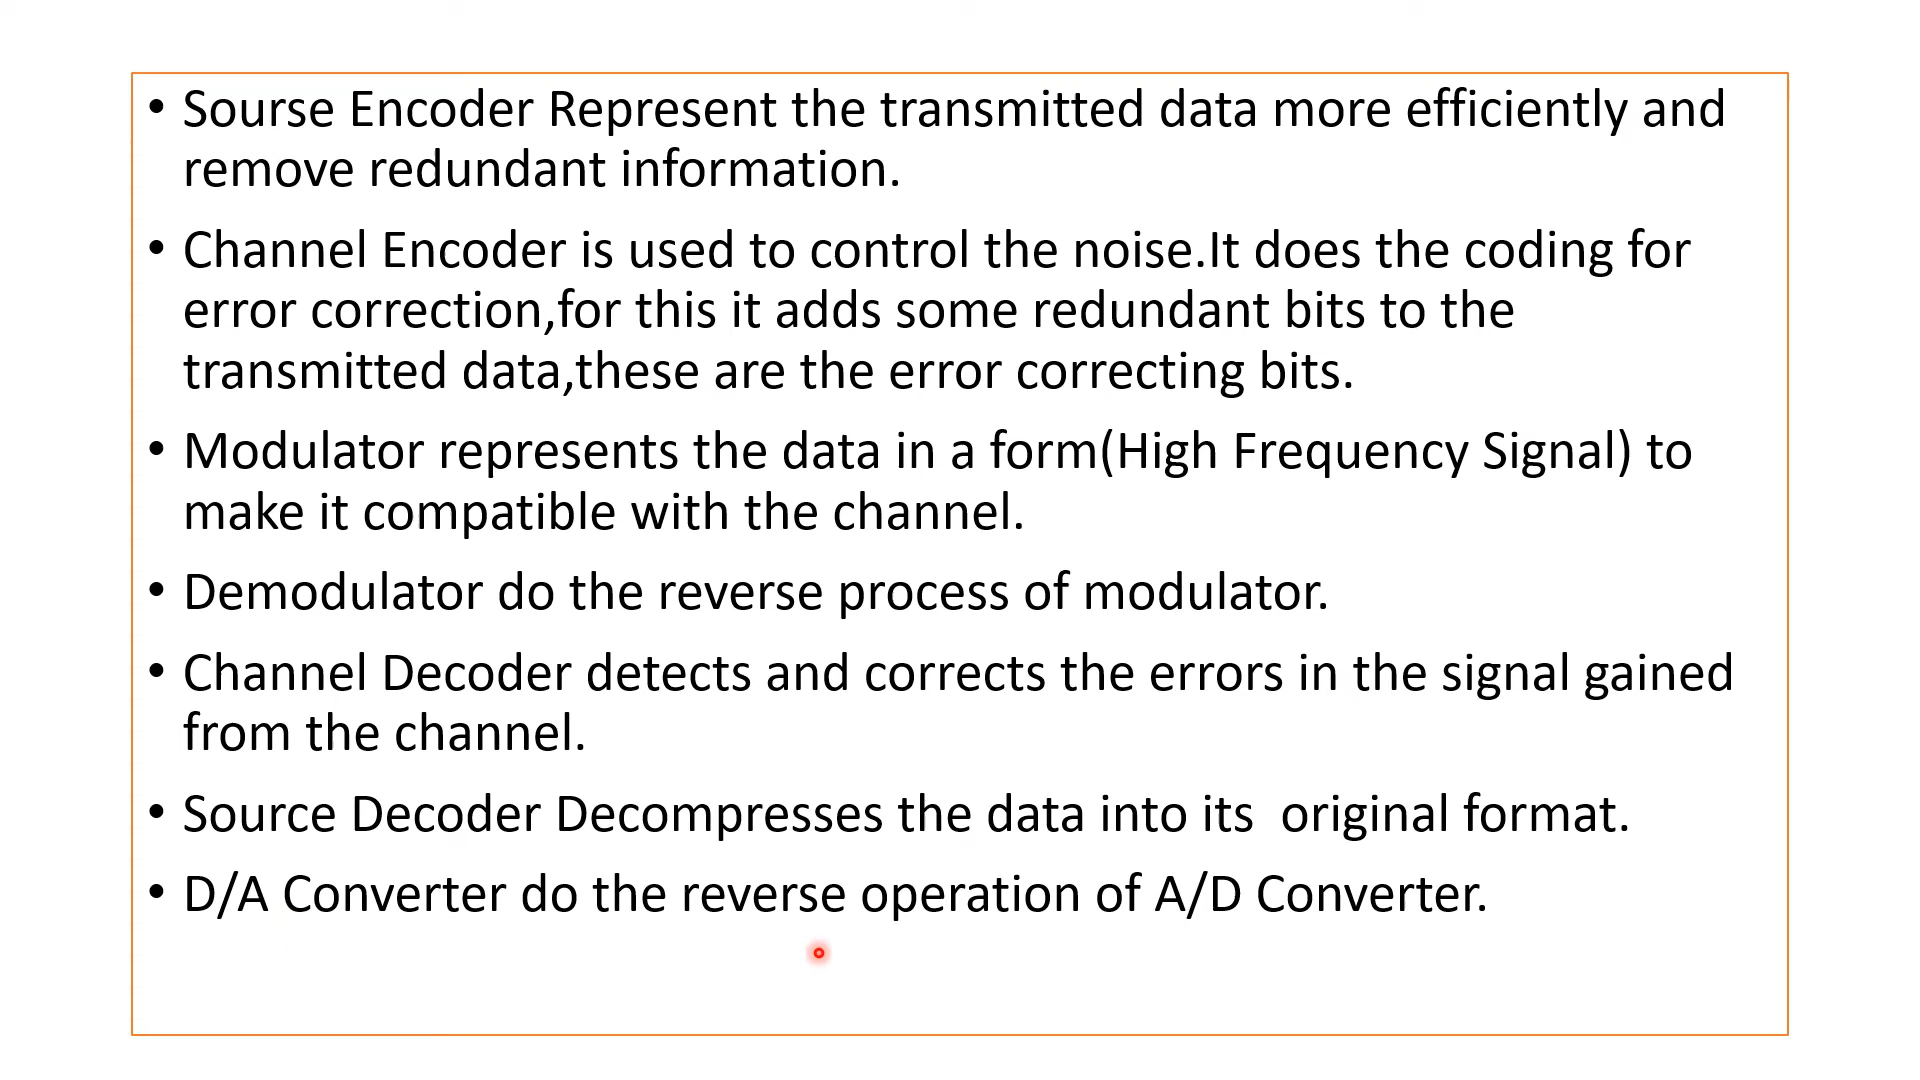 • Sourse Encoder Represent the transmitted data more efficiently and
remove redundant information.
• Channel Encoder is used to control the noise.It does the coding for
error correction,for this it adds some redundant bits to the
transmitted data,these are the error correcting bits.
• Modulator represents the data in a form(High Frequency Signal) to
make it compatible with the channel.
• Demodulator do the reverse process of modulator.
• Channel Decoder detects and corrects the errors in the signal gained
from the channel.
• Source Decoder Decompresses the data into its  original format.
• D/A Converter do the reverse operation of A/D Converter.